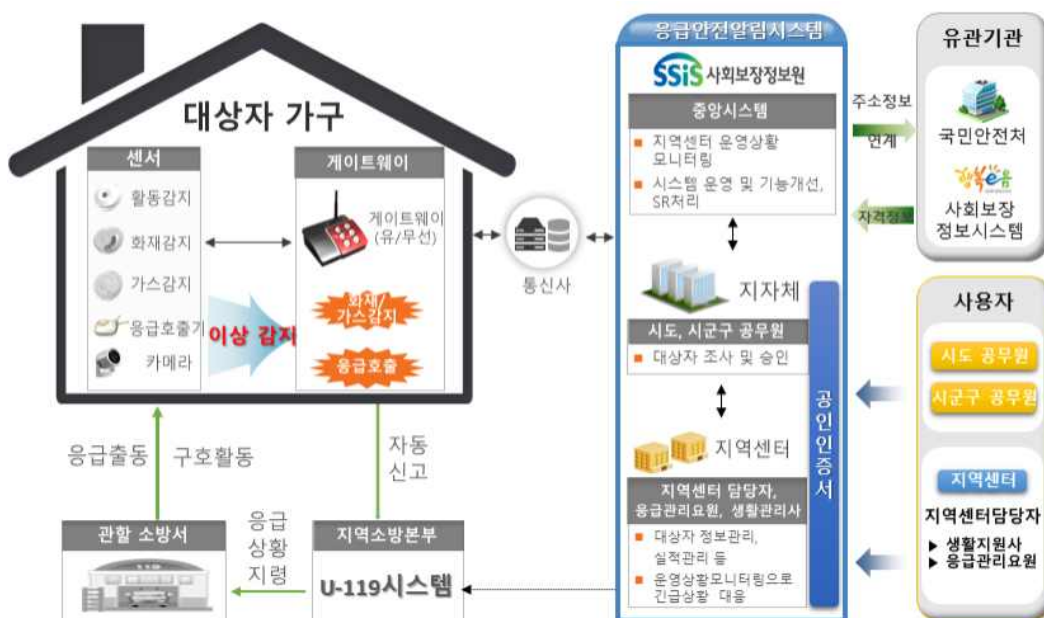 대상자 가구
센서
활동감지
화재감지
가스감지
응급호출기
카메라
이상 감지
게이트웨이
게이트웨이
(유/무선)
화재/
가스감지
응급호출
통신사
응급출동
구호활동
자동
신고
관할 소방서
응급
상황
지령
지역소방본부
U-119시스템
응급안전알림시스템
SSiS 사회보장정보원
중앙시스템
지역센터 운영상황
모니터링
시스템 운영 및 기능개선,
SR처리
지자체
시도, 시군구 공무원
대상자 조사 및 승인
지역센터
지역센터 담당자,
응급관리요원, 생활관리사
대상자 정보관리,
실적관리 등
운영상황모니터링으로
긴급상황 대응
공인인증서
주소정보
연계
자격정보
유관기관
국민안전처
행복e음
사회보장
정보시스템
사용자
시도 공무원
시군구 공무원
지역센터
지역센터담당자
▶ 생활지원사
▶ 응급관리요원